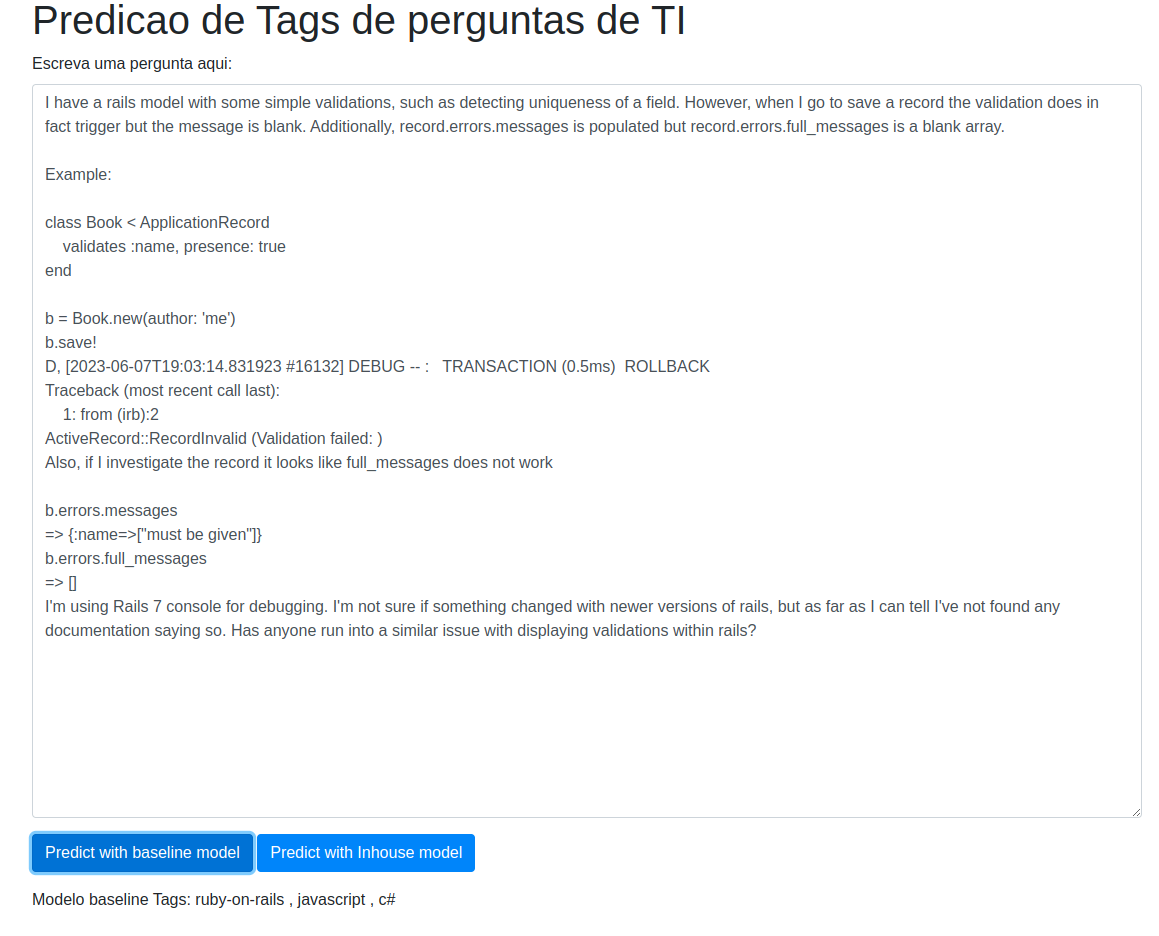 Predicao de Tags de perguntas de TI
Escreva uma pergunta aqui:
I have a rails model with some simple validations, such as detecting uniqueness of a field. However, when I go to save a record the validation does in
fact trigger but the message is blank. Additionally, record.errors.messages is populated but record.errors.full_messages is a blank array.
Example:
class Book < ApplicationRecord
    validates :name, presence: true
end
b = Book.new(author: 'me')
b.save!
D, [2023-06-07T19:03:14.831923 #16132] DEBUG -- :   TRANSACTION (0.5ms)  ROLLBACK
Traceback (most recent call last):
    1: from (irb):2
ActiveRecord::RecordInvalid (Validation failed: )
Also, if I investigate the record it looks like full_messages does not work
b.errors.messages
=> {:name=>["must be given"]}
b.errors.full_messages
=> []
I'm using Rails 7 console for debugging. I'm not sure if something changed with newer versions of rails, but as far as I can tell I've not found any
documentation saying so. Has anyone run into a similar issue with displaying validations within rails?
Predict with baseline model Predict with Inhouse model
Modelo baseline Tags: ruby-on-rails , javascript , c#